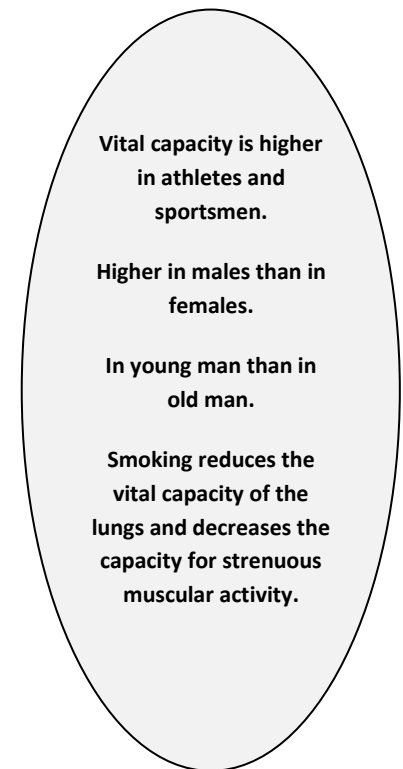 Vital capacity is higher
in athletes and
sportsmen.
Higher in males than in
females.
In young man than in
old man.
Smoking reduces the
vital capacity of the
lungs and decreases the
capacity for strenuous
muscular activity.